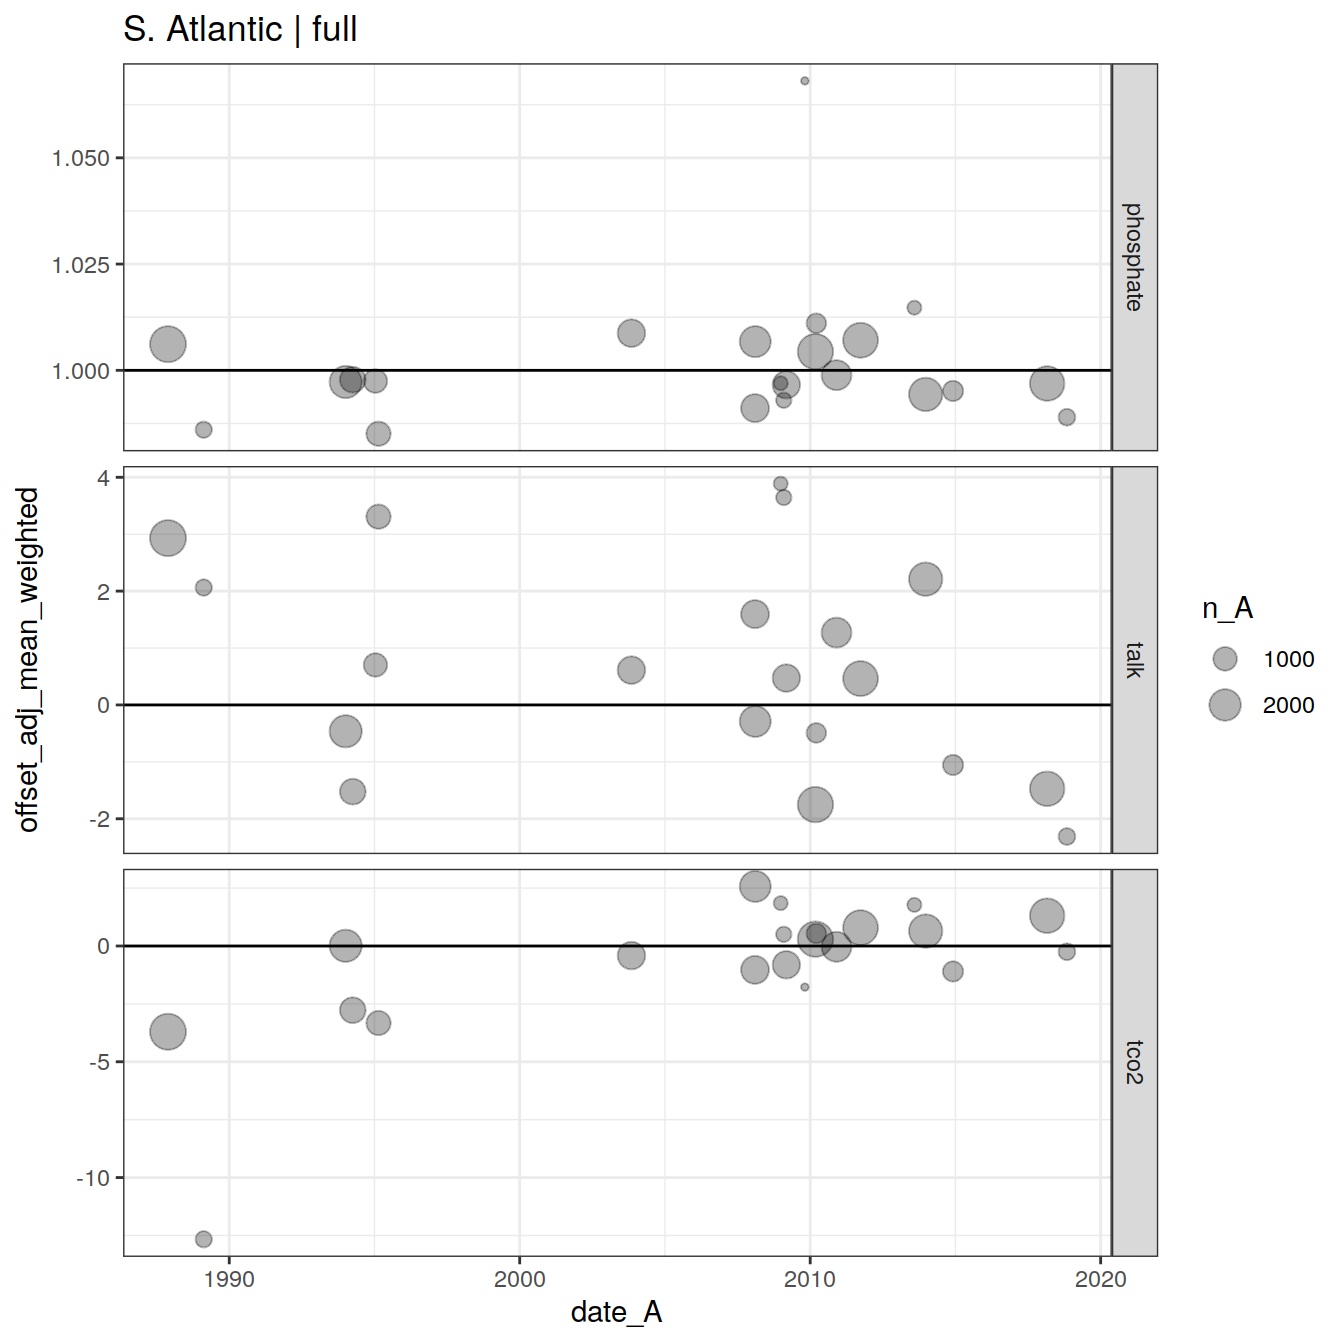 S. Atlantic | full
1.050
1.025
1.000
phosphate
4
2
0
-2
talk
0
-5
-10
tco2
offset_adj_mean_weighted
1990
2000
2010
2020
date_A
n_A
1000
2000